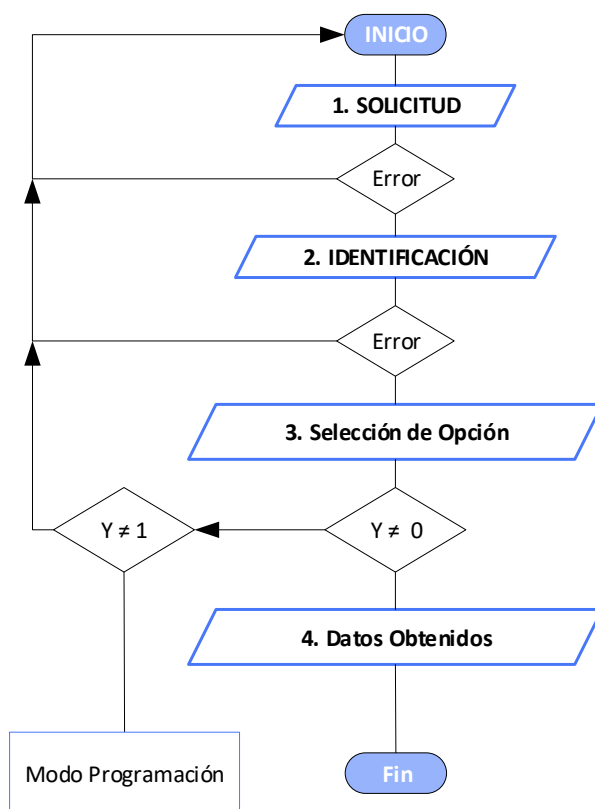 INICIO
1. SOLICITUD
Error
2. IDENTIFICACIÓN
Error
3. Selección de Opción
Y ≠ 1
Y ≠ 0
4. Datos Obtenidos
Modo Programación
Fin